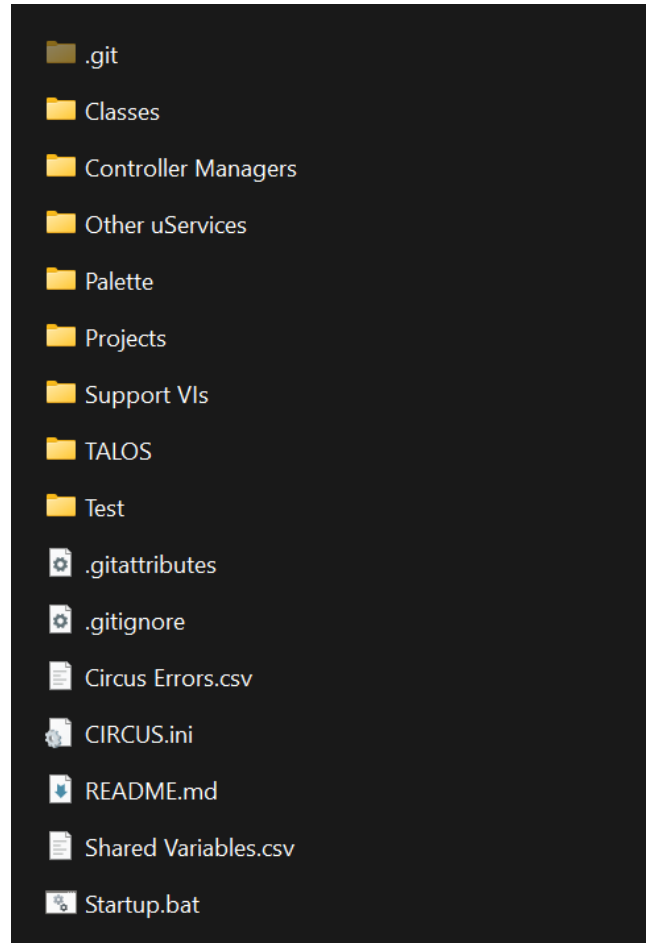 .git
Classes
Controller Managers
Other uServices
Palette
Projects
Support VIs
TALOS
Test
.gitattributes
.gitignore
Circus Errors.csv
CIRCUS.ini
README.md
Shared Variables.csv
Startup.bat